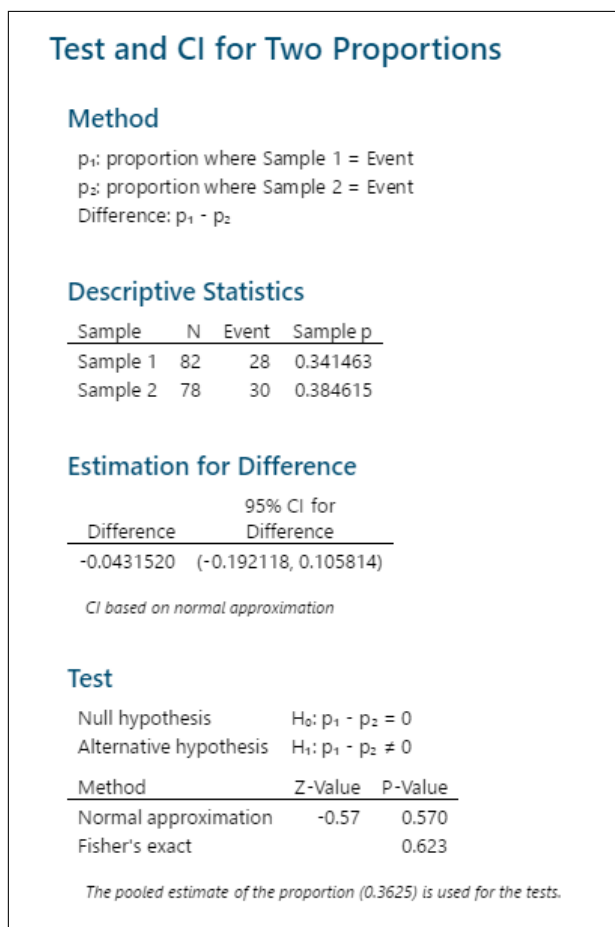 Test and CI for Two Proportions
Method
p₁: proportion where Sample 1 = Event
p₂: proportion where Sample 2 = Event
Difference: p₁ - p₂
Descriptive Statistics
Sample N Event Sample p
Sample 1 82 28 0.341463
Sample 2 78 30 0.384615
Estimation for Difference
95% CI for
Difference Difference
-0.0431520 (-0.192118, 0.105814)
CI based on normal approximation
Test
Null hypothesis H₀: p₁ - p₂ = 0
Alternative hypothesis H₁: p₁ - p₂ ≠ 0
Method Z-Value P-Value
Normal approximation -0.57 0.570
Fisher's exact 0.623
The pooled estimate of the proportion (0.3625) is used for the tests.